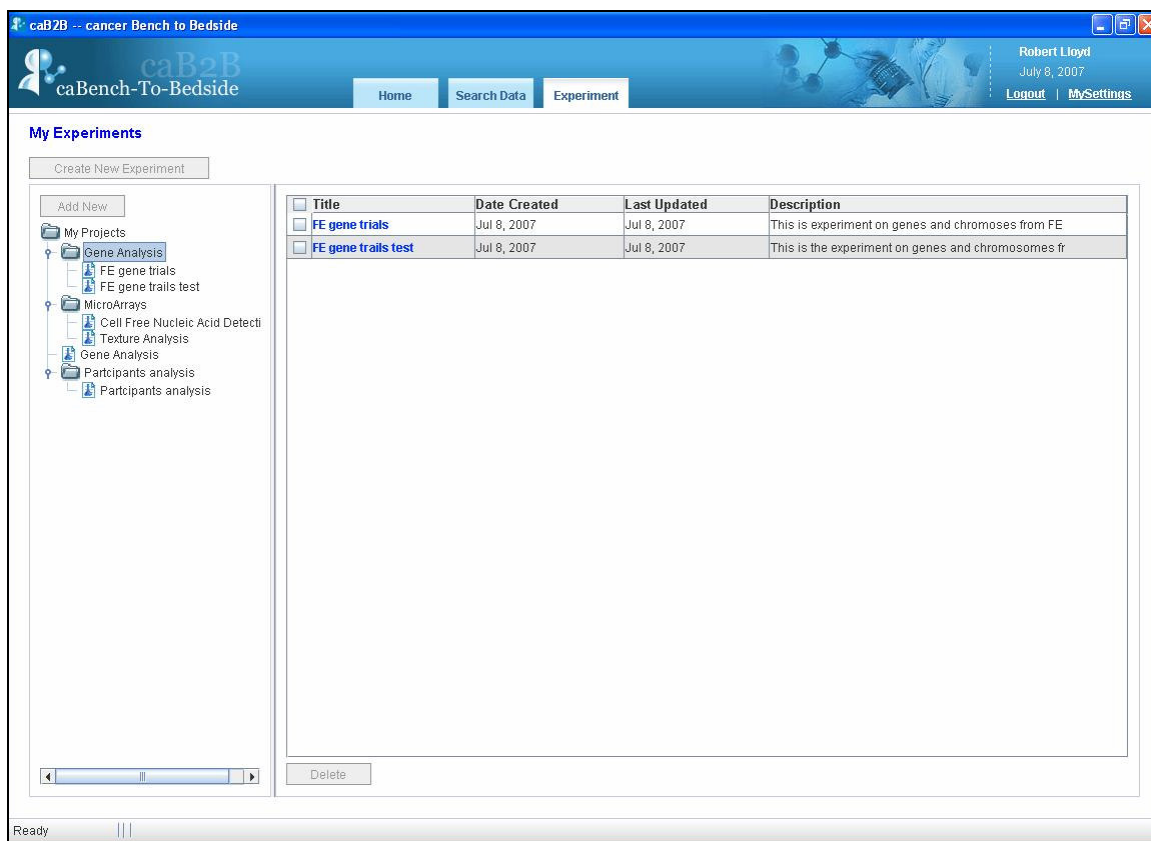 caB2B -- cancer Bench to Bedside
caB2B
caBench-To-Bedside
Home
Search Data
Experiment
Robert Lloyd
July 8, 2007
Logout | MySettings
My Experiments
Create New Experiment
Add New
My Projects
Gene Analysis
FE gene trials
FE gene trails test
MicroArrays
Cell Free Nucleic Acid Detecti
Texture Analysis
Gene Analysis
Partcipants analysis
Partcipants analysis
Title Date Created Last Updated Description
FE gene trials Jul 8, 2007 Jul 8, 2007 This is experiment on genes and chromoses from FE
FE gene trails test Jul 8, 2007 Jul 8, 2007 This is the experiment on genes and chromosomes fr
Delete
Ready